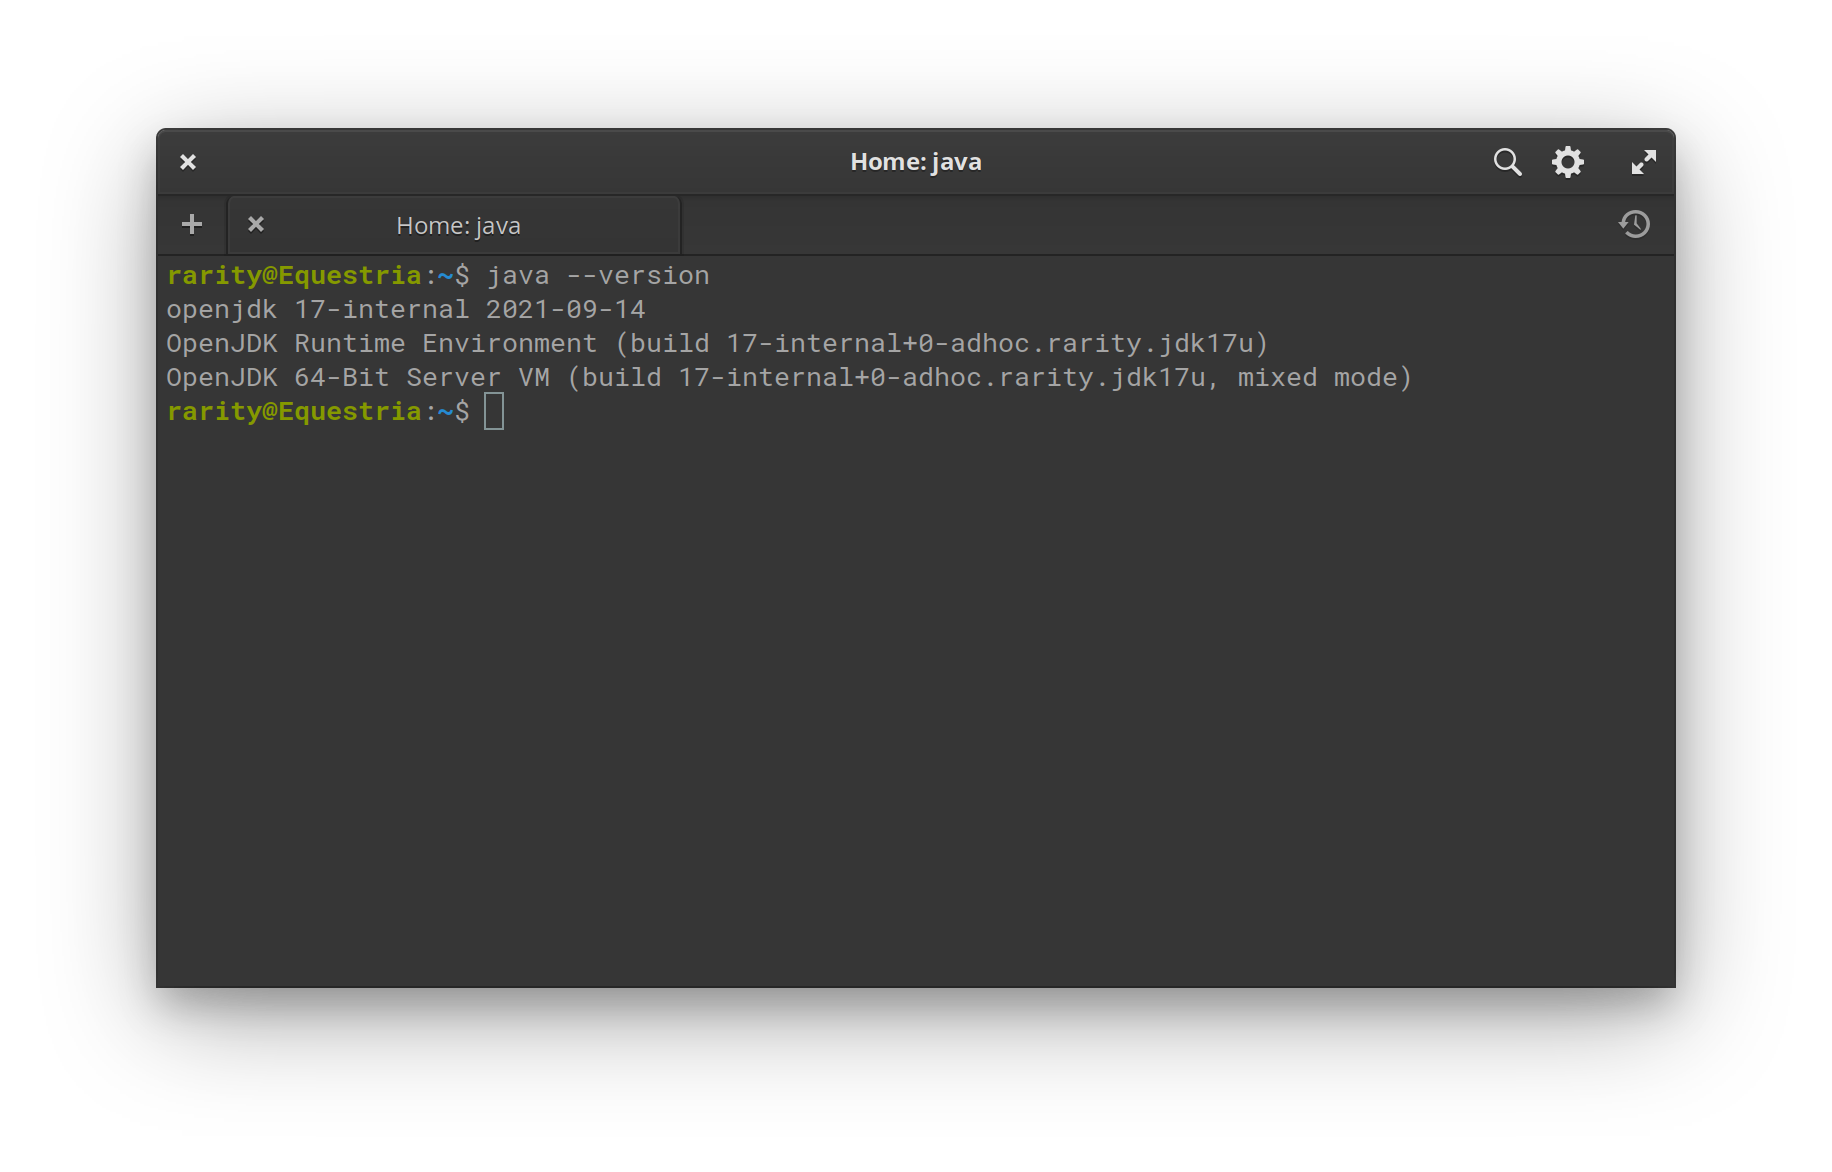 Home: java
Home: java
rarity@Equestria:~$ java --version
openjdk 17-internal 2021-09-14
OpenJDK Runtime Environment (build 17-internal+0-adhoc.rarity.jdk17u)
OpenJDK 64-Bit Server VM (build 17-internal+0-adhoc.rarity.jdk17u, mixed mode)
rarity@Equestria:~$